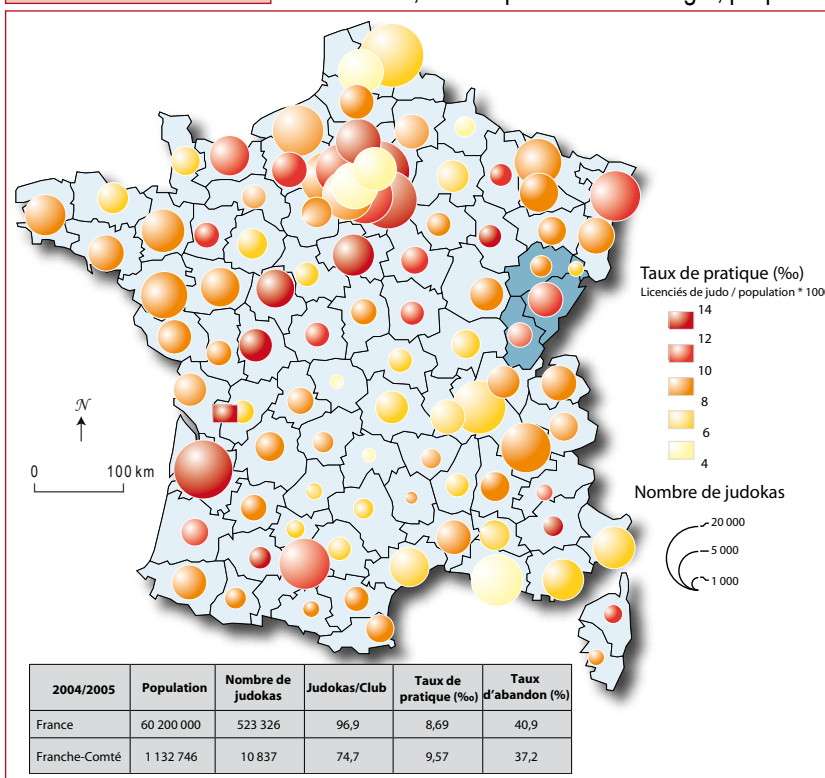 Taux de pratique (‰)
Licenciés de judo / population * 1000
14
12
10
8
6
4
Nombre de judokas
20 000
5 000
1 000
N
0 100 km
2004/2005 Population Nombre de judokas Judokas/Club Taux de pratique (‰) Taux d'abandon (%)
France 60 200 000 523 326 96,9 8,69 40,9
Franche-Comté 1 132 746 10 837 74,7 9,57 37,2